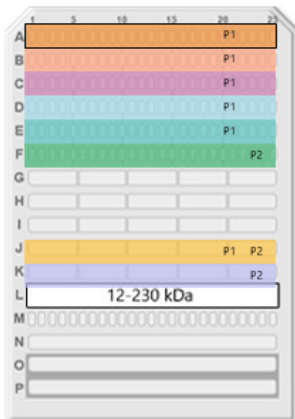 1 5 10 15 20 25
A P1
B P1
C P1
D P1
E P1
F P2
G
H
I
J P1 P2
K P2
L 12-230 kDa
M
N
O
P